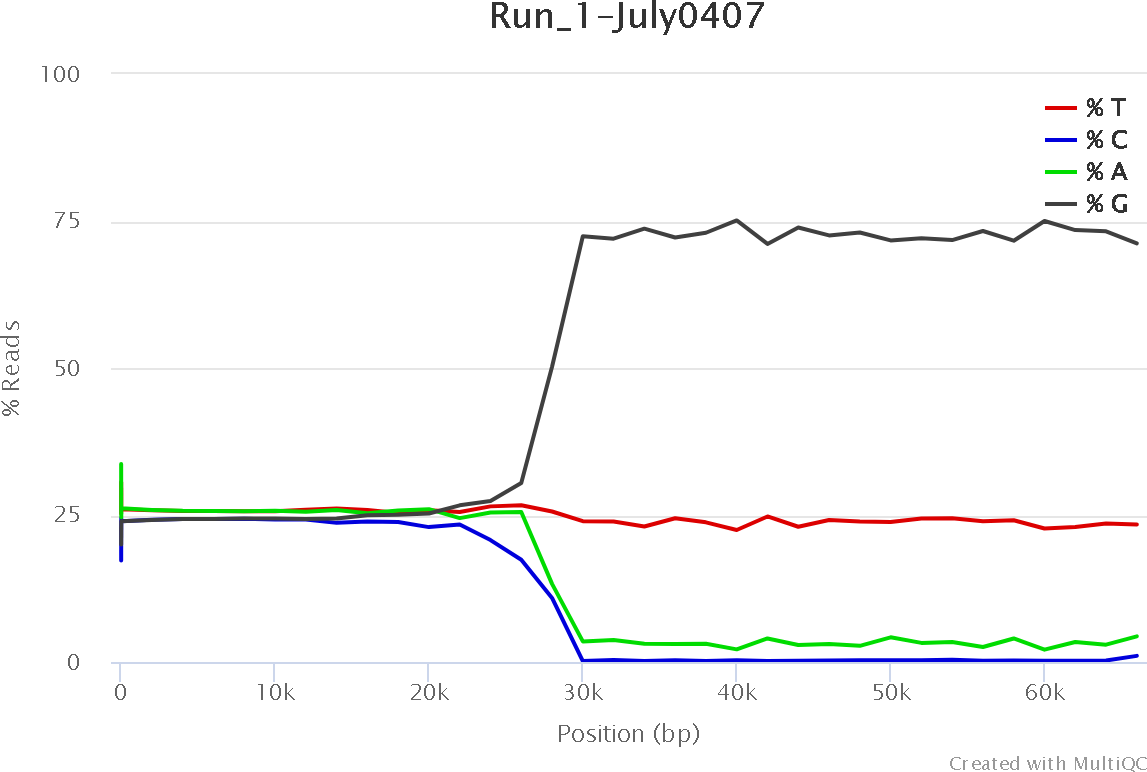 Run_1-July0407
100
75
50
25
0
% Reads
% T
% C
% A
% G
0
10k
20k
30k
40k
50k
60k
Position (bp)
Created with MultiQC